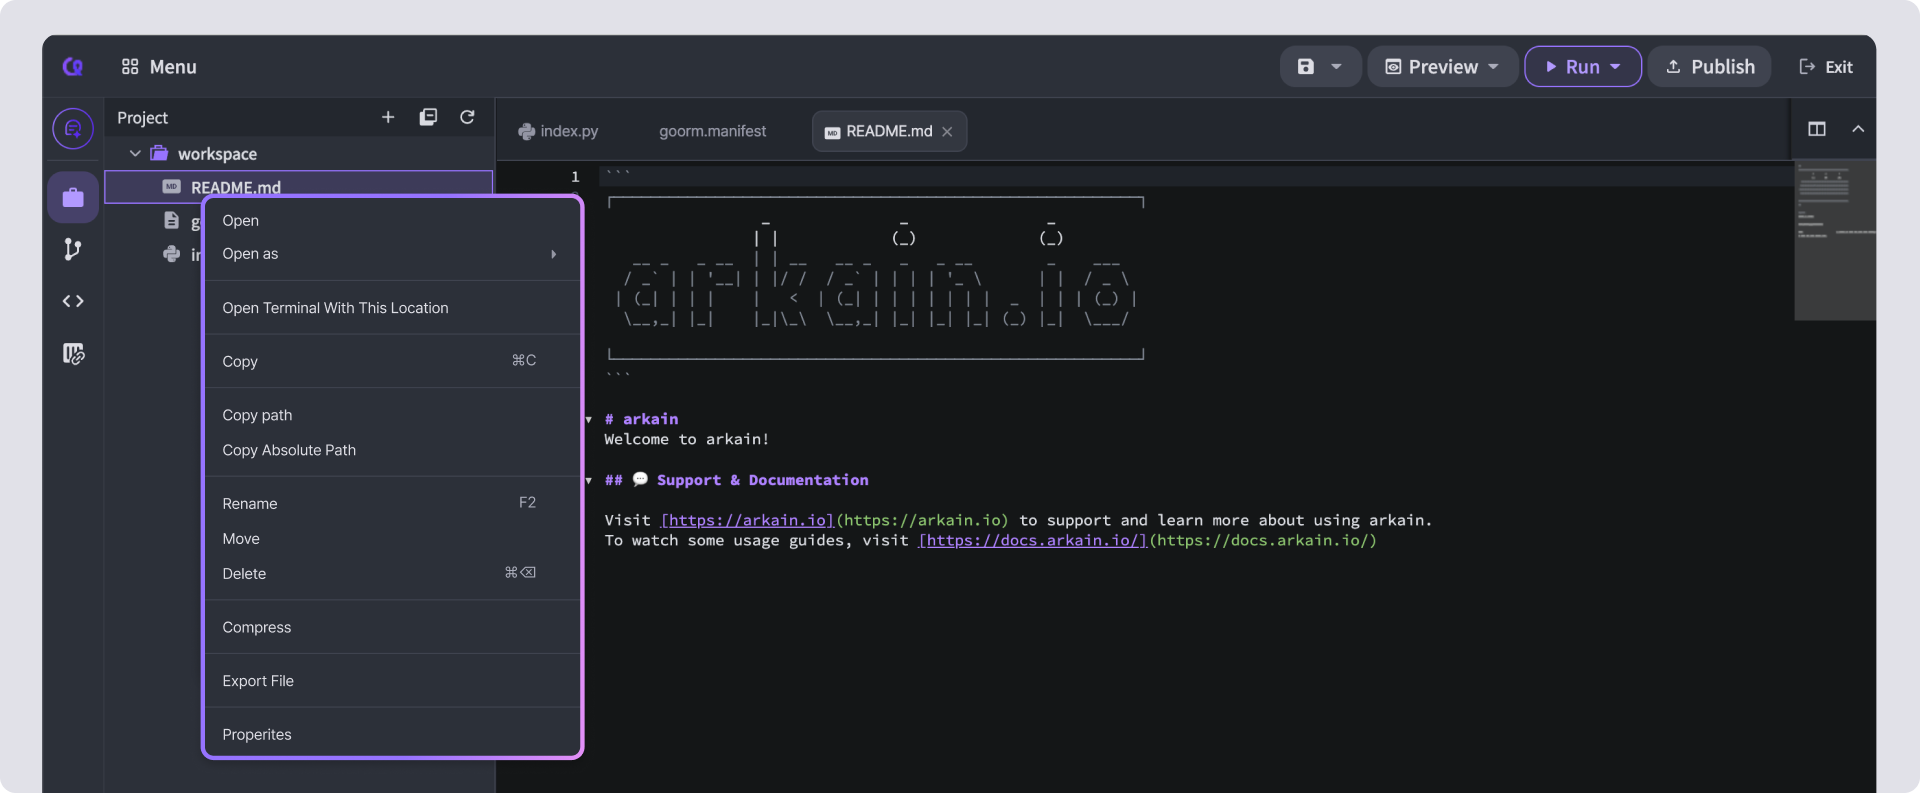 Menu
Preview
Run
Publish
Exit
Project
index.py
goorm.manifest
README.md
workspace
README.md
g
in
Open
Open as
Open Terminal With This Location
Copy ⌘C
Copy path
Copy Absolute Path
Rename F2
Move
Delete ⌘⌫
Compress
Export File
Properites
1 ```
arkain.io
```
# arkain
Welcome to arkain!
## 💬 Support & Documentation
Visit [https://arkain.io](https://arkain.io) to support and learn more about using arkain.
To watch some usage guides, visit [https://docs.arkain.io/](https://docs.arkain.io/)